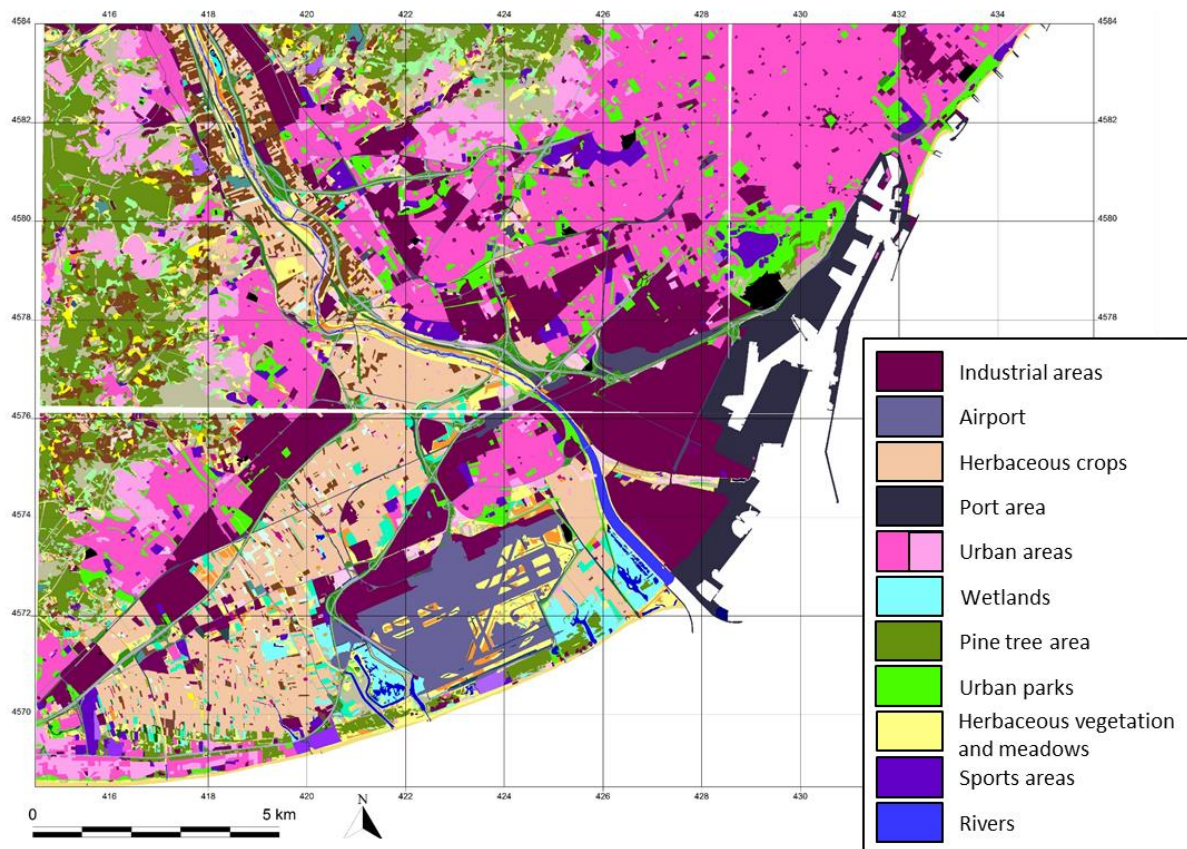 416 418 420 422 424 426 428 430 432 434
4584 4584
4582 4582
4580 4580
4578 4578
4576
4574
4572
4570
416 418 420 422 424 426 428 430
Industrial areas
Airport
Herbaceous crops
Port area
Urban areas
Wetlands
Pine tree area
Urban parks
Herbaceous vegetation
and meadows
Sports areas
Rivers
0 5 km
N